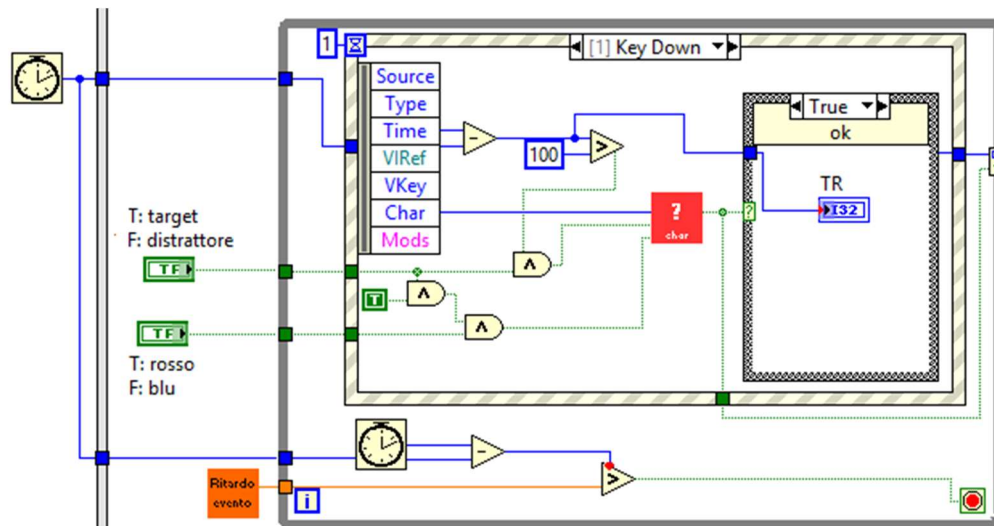 1
[1] Key Down
Source
Type
Time
VIRef
VKey
Char
Mods
100
True
ok
TR
I32
?
char
?
T: target
F: distrattore
TF
T
TF
T: rosso
F: blu
Ritardo
evento
i